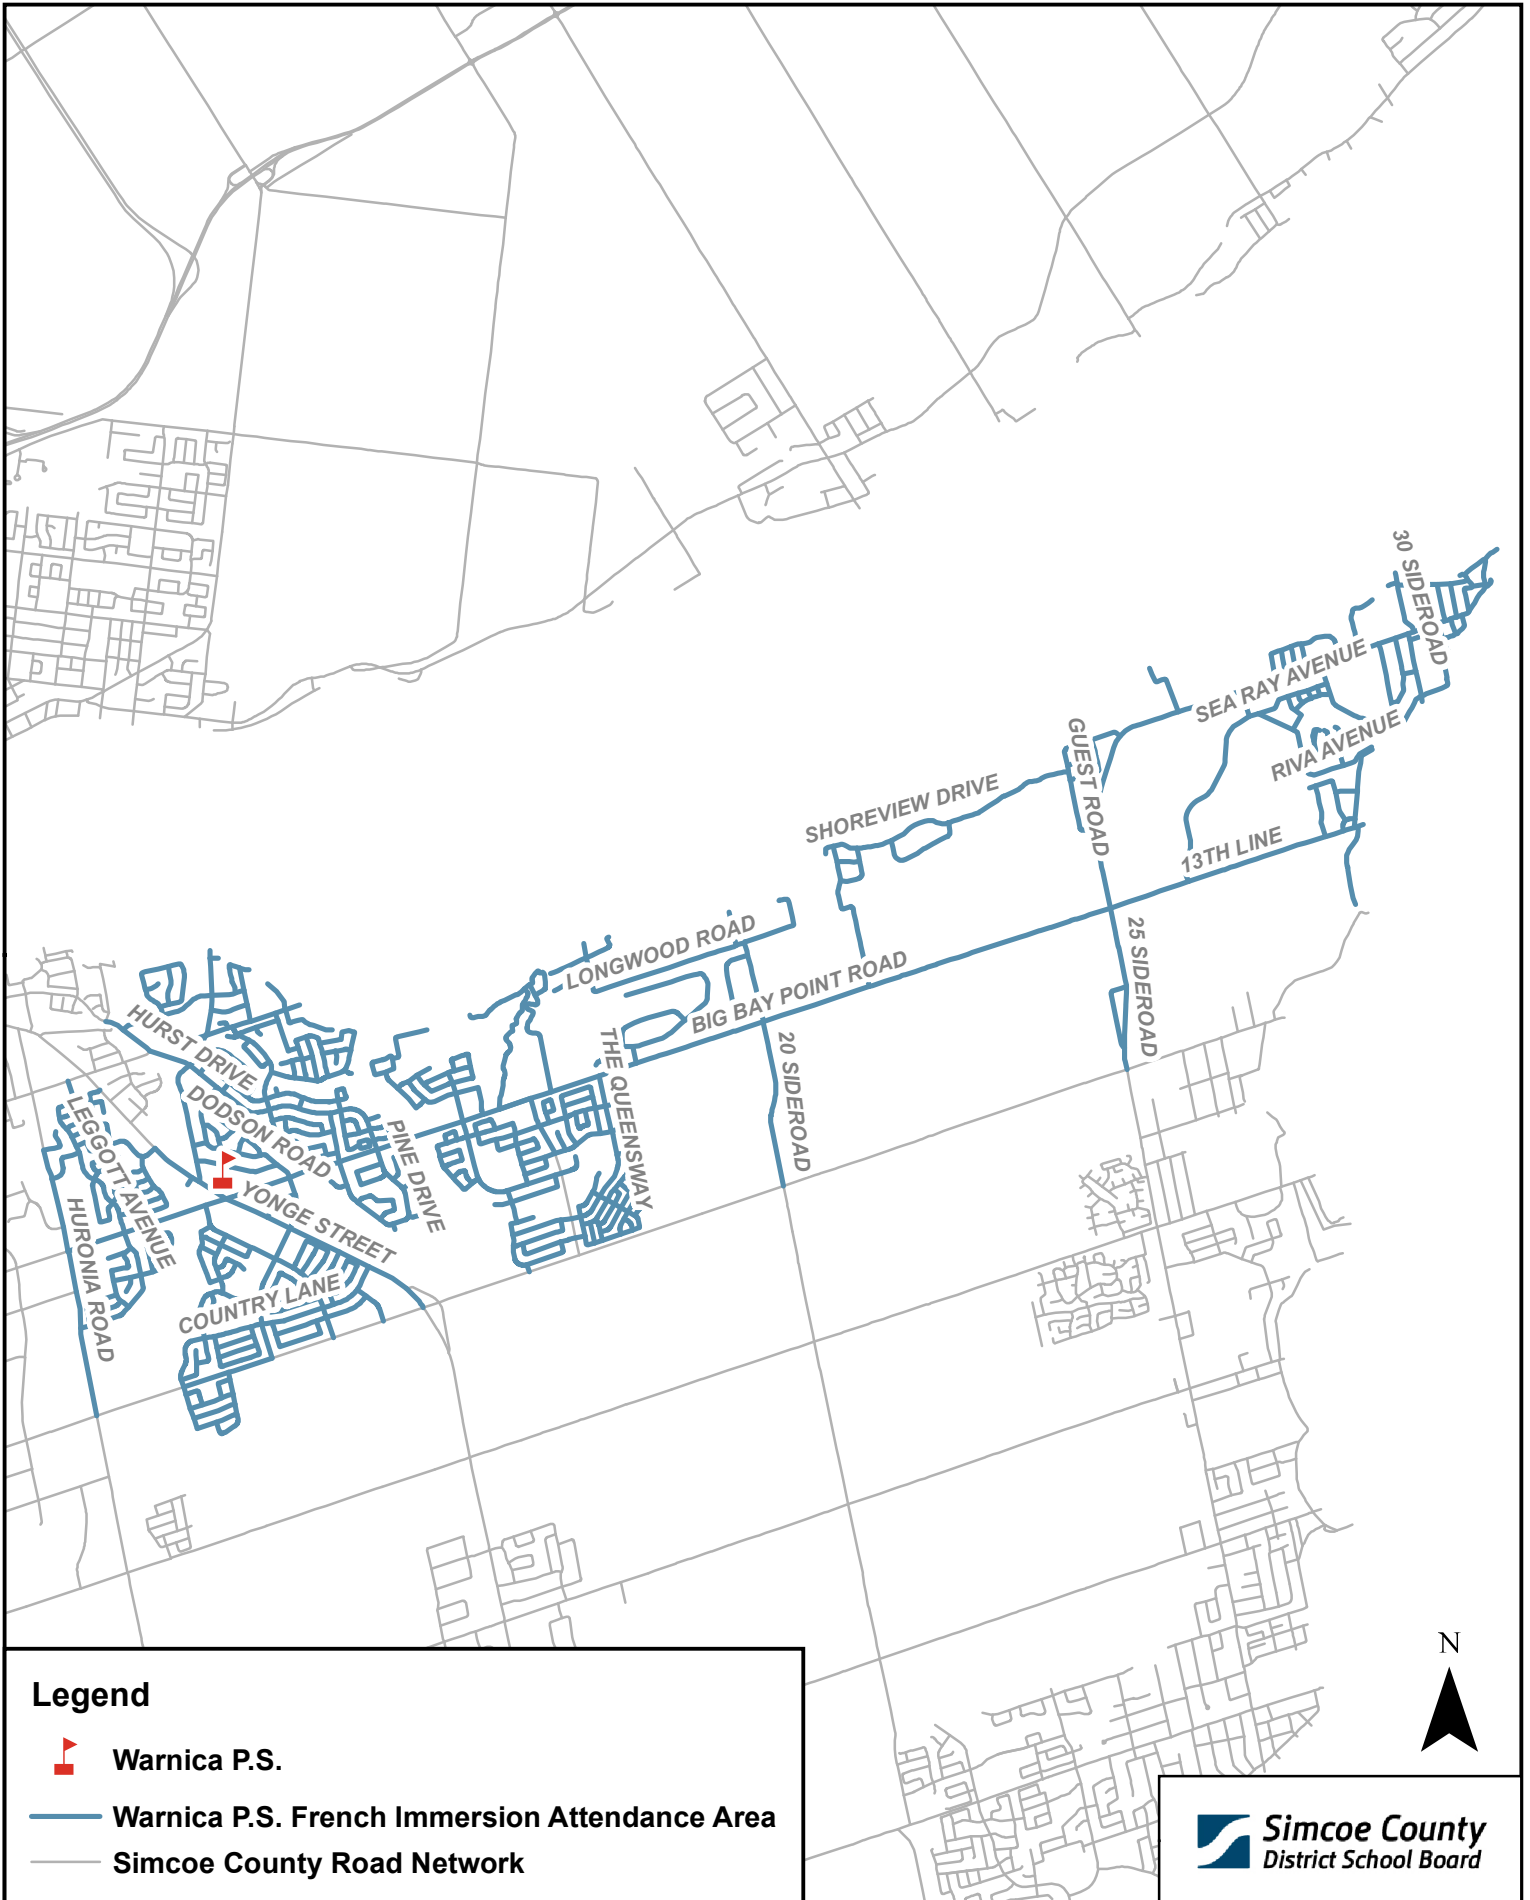 30 SIDEROAD
SEA RAY AVENUE
RIVA AVENUE
GUEST ROAD
SHOREVIEW DRIVE
13TH LINE
25 SIDEROAD
LONGWOOD ROAD
BIG BAY POINT ROAD
20 SIDEROAD
THE QUEENSWAY
HURST DRIVE
DODSON ROAD
PINE DRIVE
LEGGOTT AVENUE
YONGE STREET
HURONIA ROAD
COUNTRY LANE
N
Legend
Warnica P.S.
Warnica P.S. French Immersion Attendance Area
Simcoe County Road Network
Simcoe County
District School Board